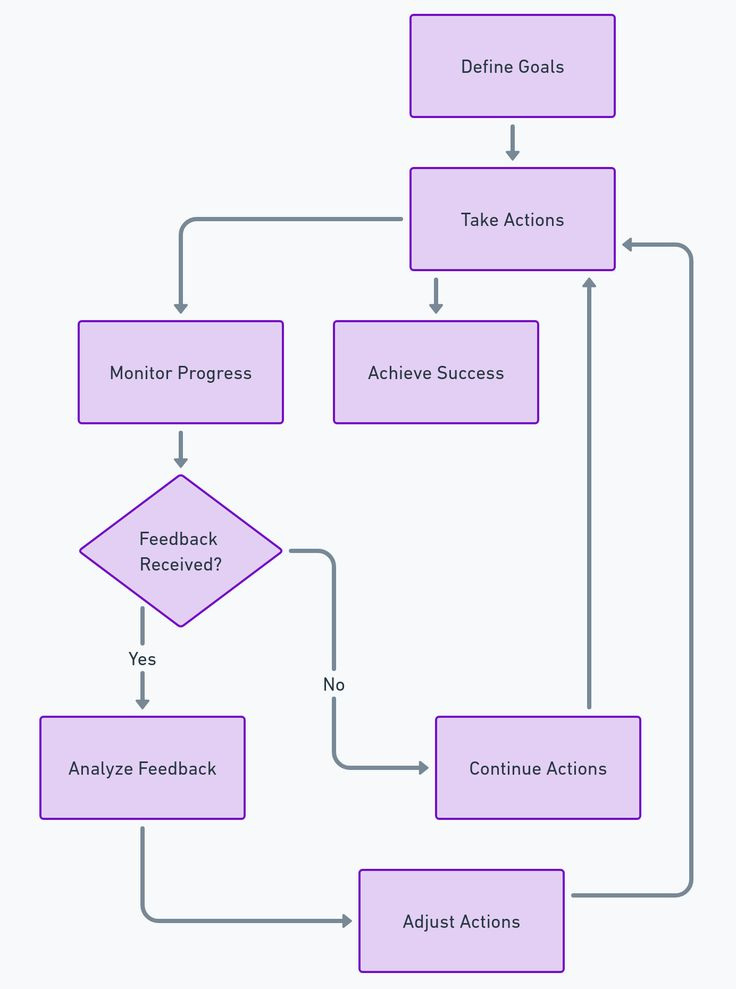 Define Goals
Take Actions
Monitor Progress
Achieve Success
Feedback
Received?
Yes
No
Analyze Feedback
Continue Actions
Adjust Actions